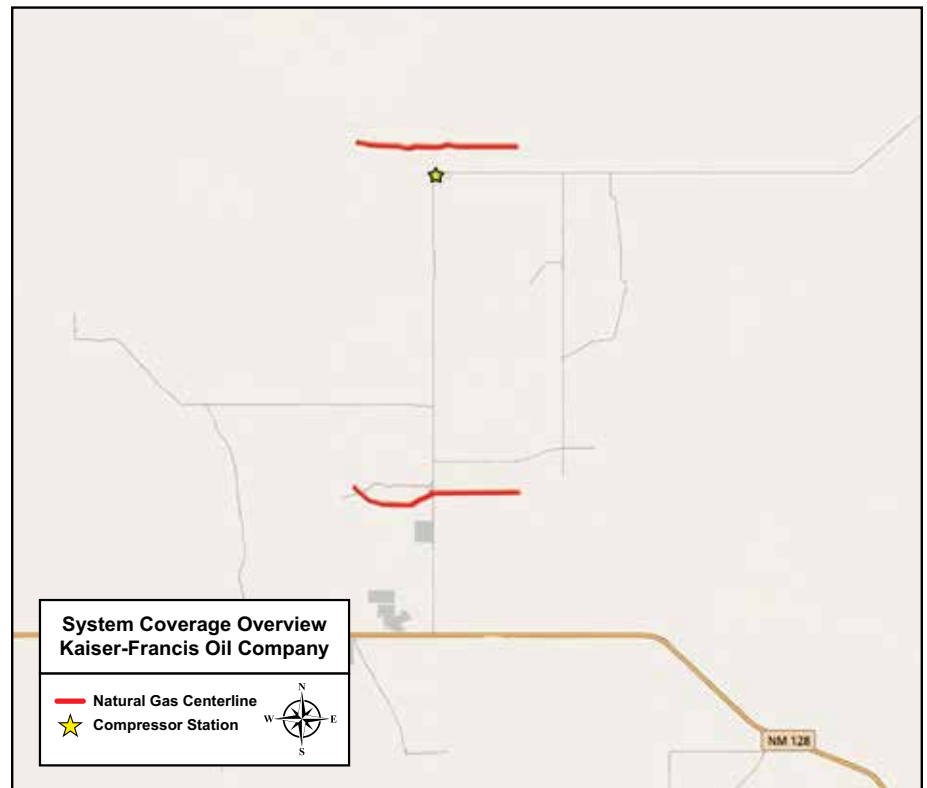 System Coverage Overview
Kaiser-Francis Oil Company
Natural Gas Centerline
Compressor Station
N
W E
S
NM 128